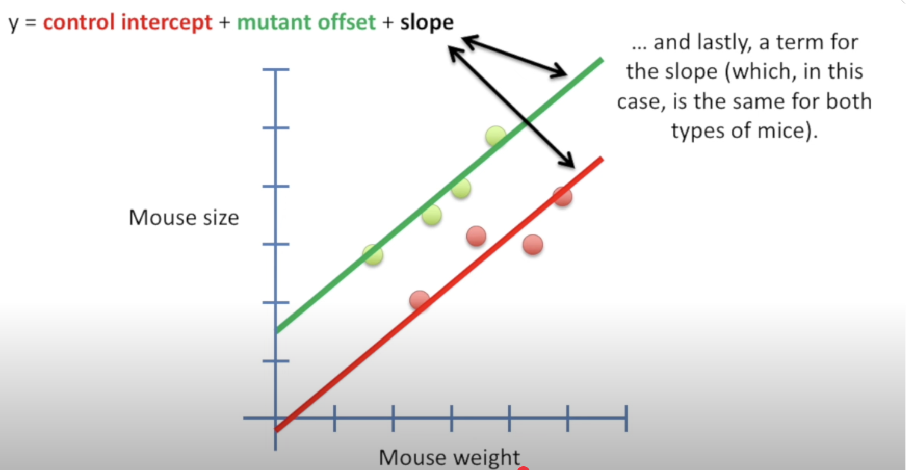 y = control intercept + mutant offset + slope
... and lastly, a term for
the slope (which, in this
case, is the same for both
types of mice).
Mouse size
Mouse weight